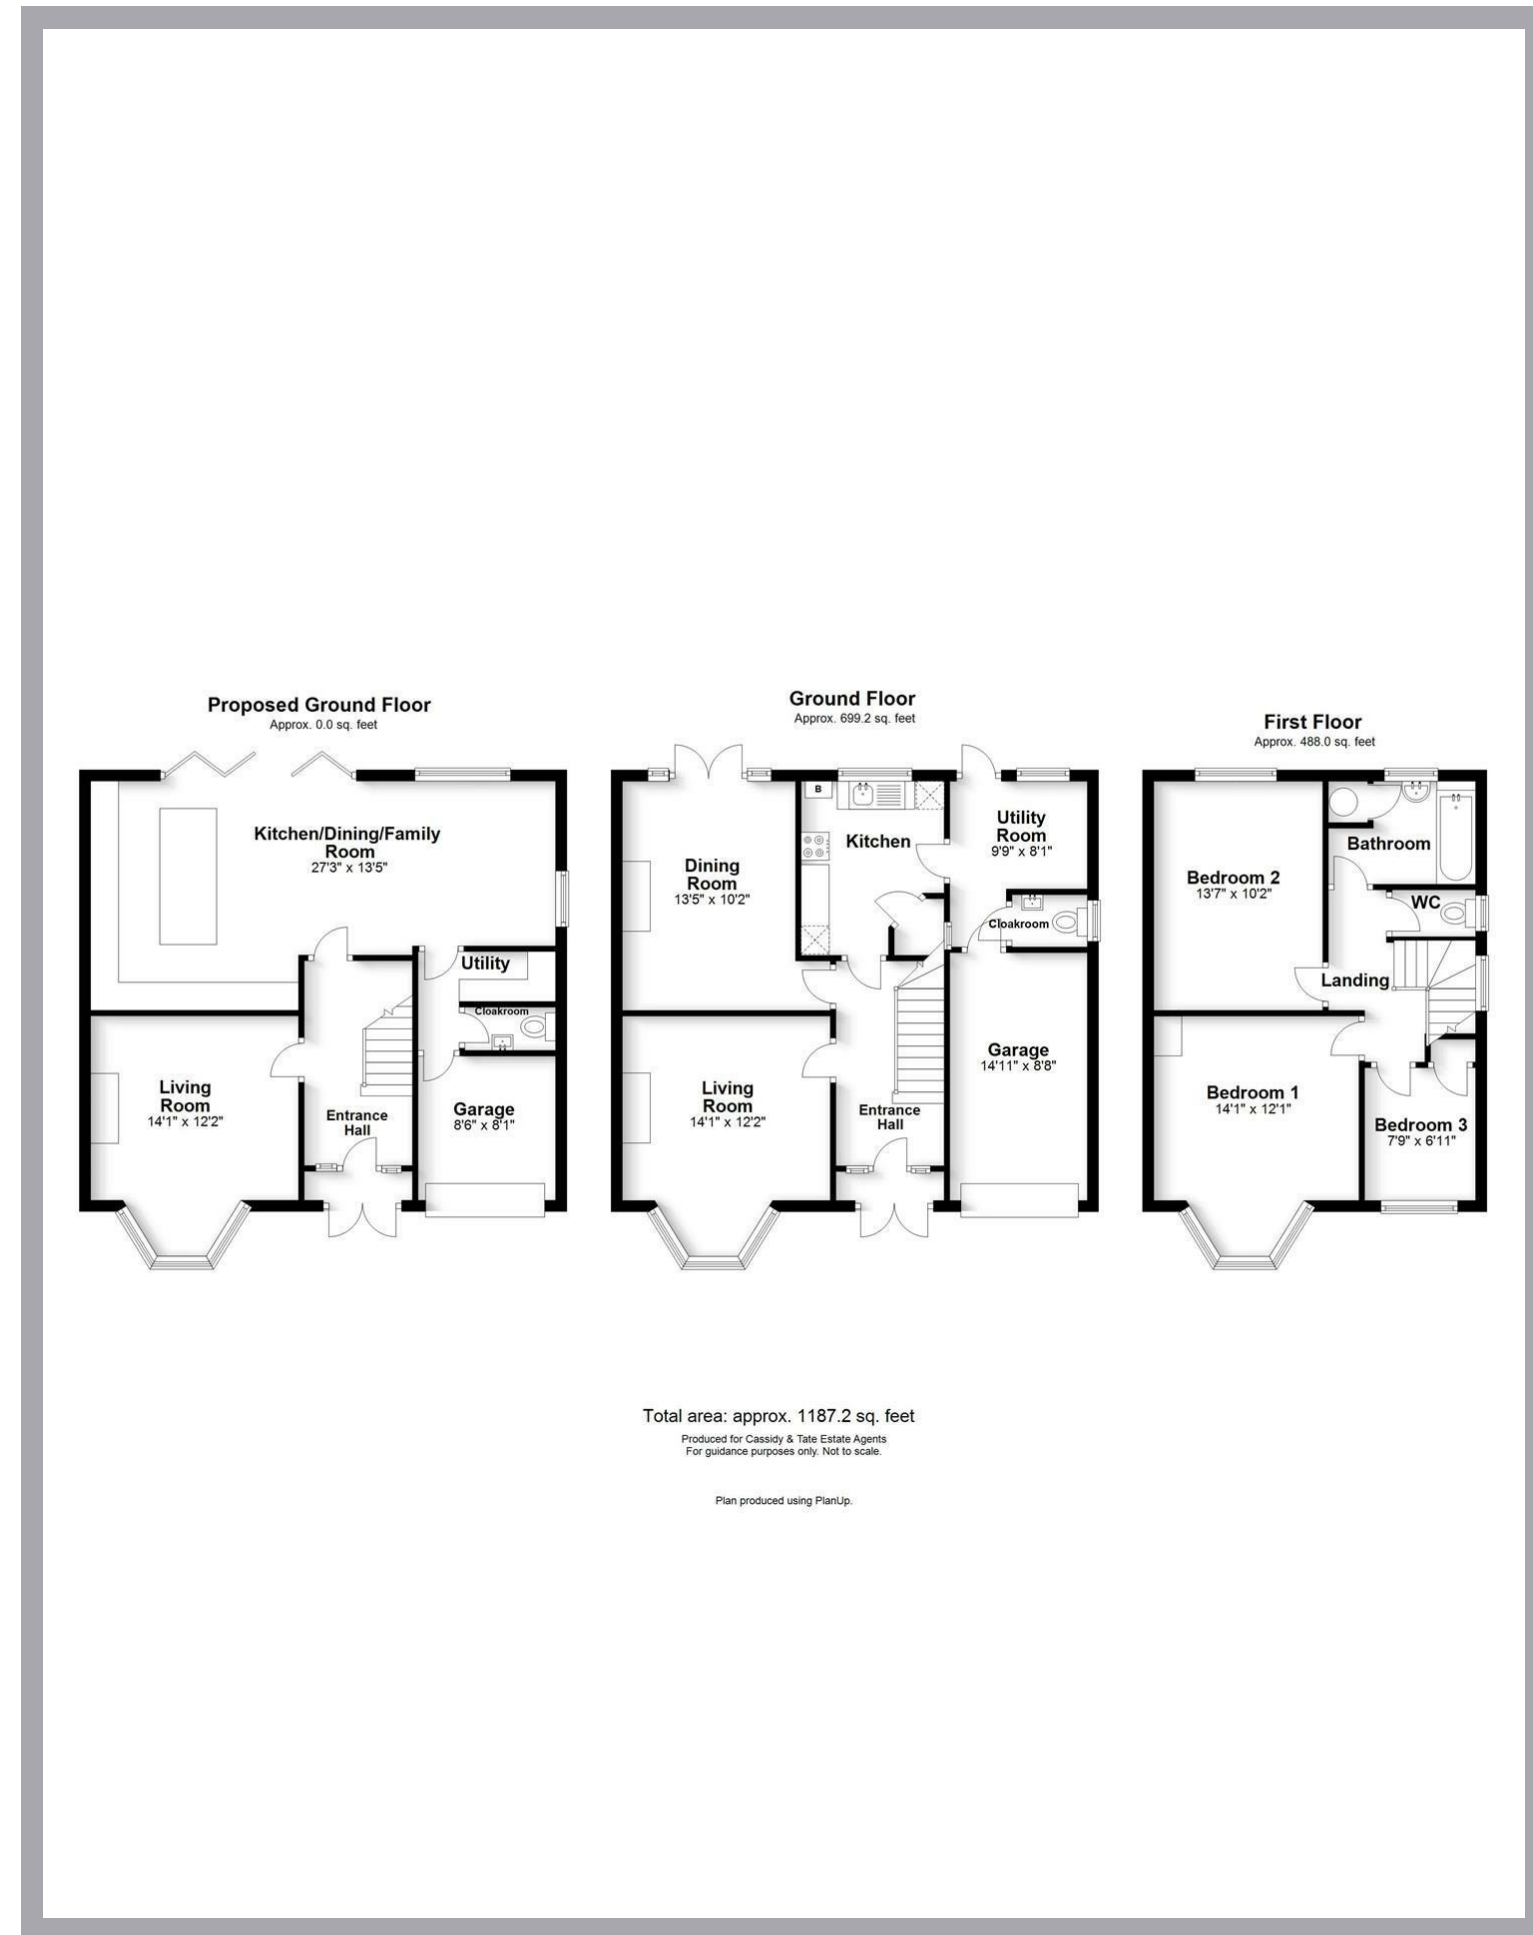 Proposed Ground Floor
Approx. 0.0 sq. feet
Kitchen/Dining/Family
Room
27'3" x 13'5"
Utility
Cloakroom
Living
Room
14'1" x 12'2"
Entrance
Hall
Garage
8'6" x 8'1"
Ground Floor
Approx. 699.2 sq. feet
B
Kitchen
Utility
Room
9'9" x 8'1"
Dining
Room
13'5" x 10'2"
Cloakroom
Garage
14'11" x 8'8"
Living
Room
14'1" x 12'2"
Entrance
Hall
First Floor
Approx. 488.0 sq. feet
Bathroom
Bedroom 2
13'7" x 10'2"
WC
Landing
Bedroom 1
14'1" x 12'1"
Bedroom 3
7'9" x 6'11"
Total area: approx. 1187.2 sq. feet
Produced for Cassidy & Tate Estate Agents
For guidance purposes only. Not to scale.
Plan produced using PlanUp.